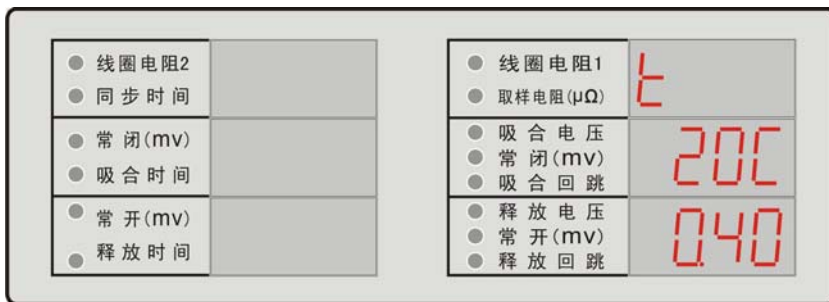 线圈电阻2
同步时间
常闭(mv)
吸合时间
常开(mv)
释放时间
线圈电阻1
取样电阻(μΩ)
t
吸合电压
常闭(mv)
吸合回跳
20C
释放电压
常开(mv)
释放回跳
0.40